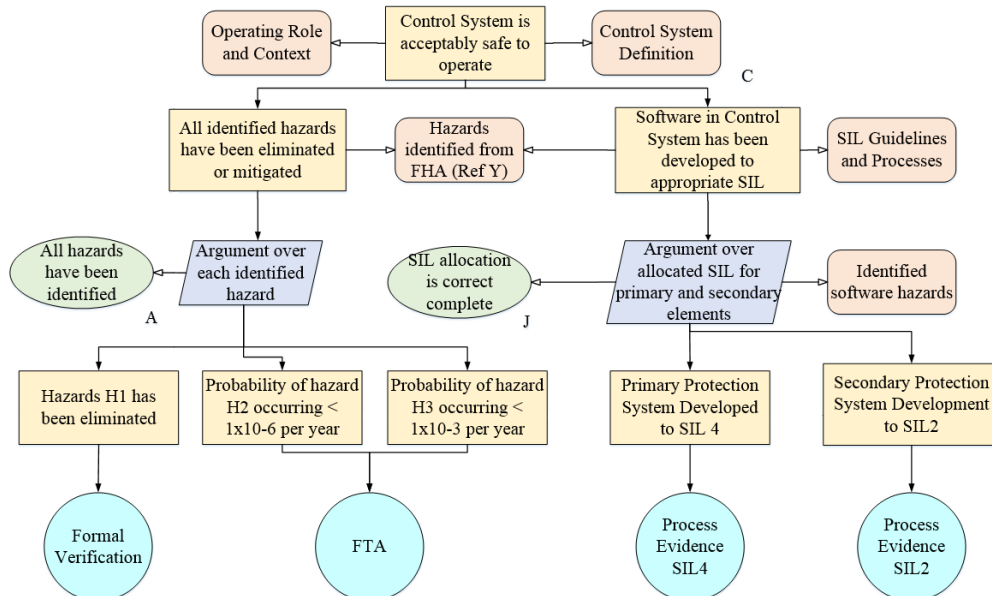 Operating Role
and Context
Control System is
acceptably safe to
operate
Control System
Definition
C
All identified hazards
have been eliminated
or mitigated
Hazards
identified from
FHA (Ref Y)
Software in Control
System has been
developed to
appropriate SIL
SIL Guidelines
and Processes
All hazards
have been
identified
Argument over
each identified
hazard
SIL allocation
is correct
complete
Argument over
allocated SIL for
primary and secondary
elements
Identified
software hazards
A
J
Hazards H1 has
been eliminated
Probability of hazard
H2 occurring <
1x10-6 per year
Probability of hazard
H3 occurring <
1x10-3 per year
Primary Protection
System Developed
to SIL 4
Secondary Protection
System Development
to SIL2
Formal
Verification
FTA
Process
Evidence
SIL4
Process
Evidence
SIL2